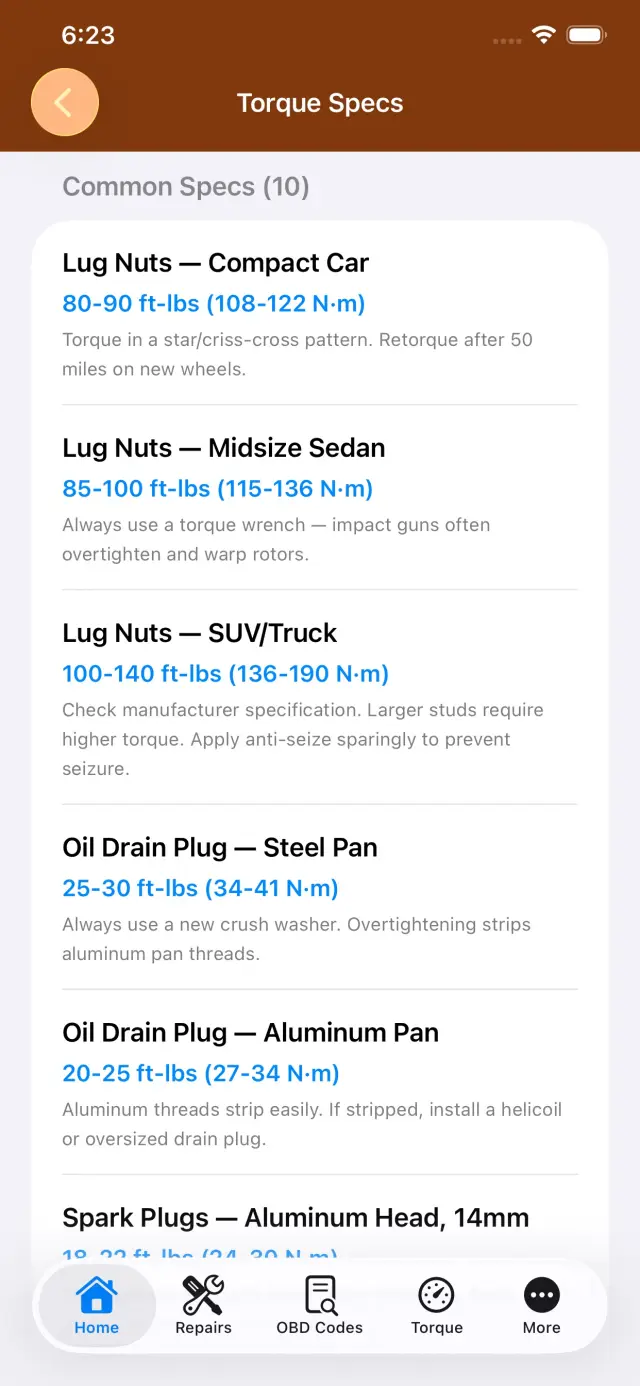 6:23
Torque Specs
Common Specs (10)
Lug Nuts — Compact Car
80-90 ft-lbs (108-122 N·m)
Torque in a star/criss-cross pattern. Retorque after 50
miles on new wheels.
Lug Nuts — Midsize Sedan
85-100 ft-lbs (115-136 N·m)
Always use a torque wrench — impact guns often
overtighten and warp rotors.
Lug Nuts — SUV/Truck
100-140 ft-lbs (136-190 N·m)
Check manufacturer specification. Larger studs require
higher torque. Apply anti-seize sparingly to prevent
seizure.
Oil Drain Plug — Steel Pan
25-30 ft-lbs (34-41 N·m)
Always use a new crush washer. Overtightening strips
aluminum pan threads.
Oil Drain Plug — Aluminum Pan
20-25 ft-lbs (27-34 N·m)
Aluminum threads strip easily. If stripped, install a helicoil
or oversized drain plug.
Spark Plugs — Aluminum Head, 14mm
18-22 ft-lbs (24-30 N·m)
Home
Repairs
OBD Codes
Torque
More